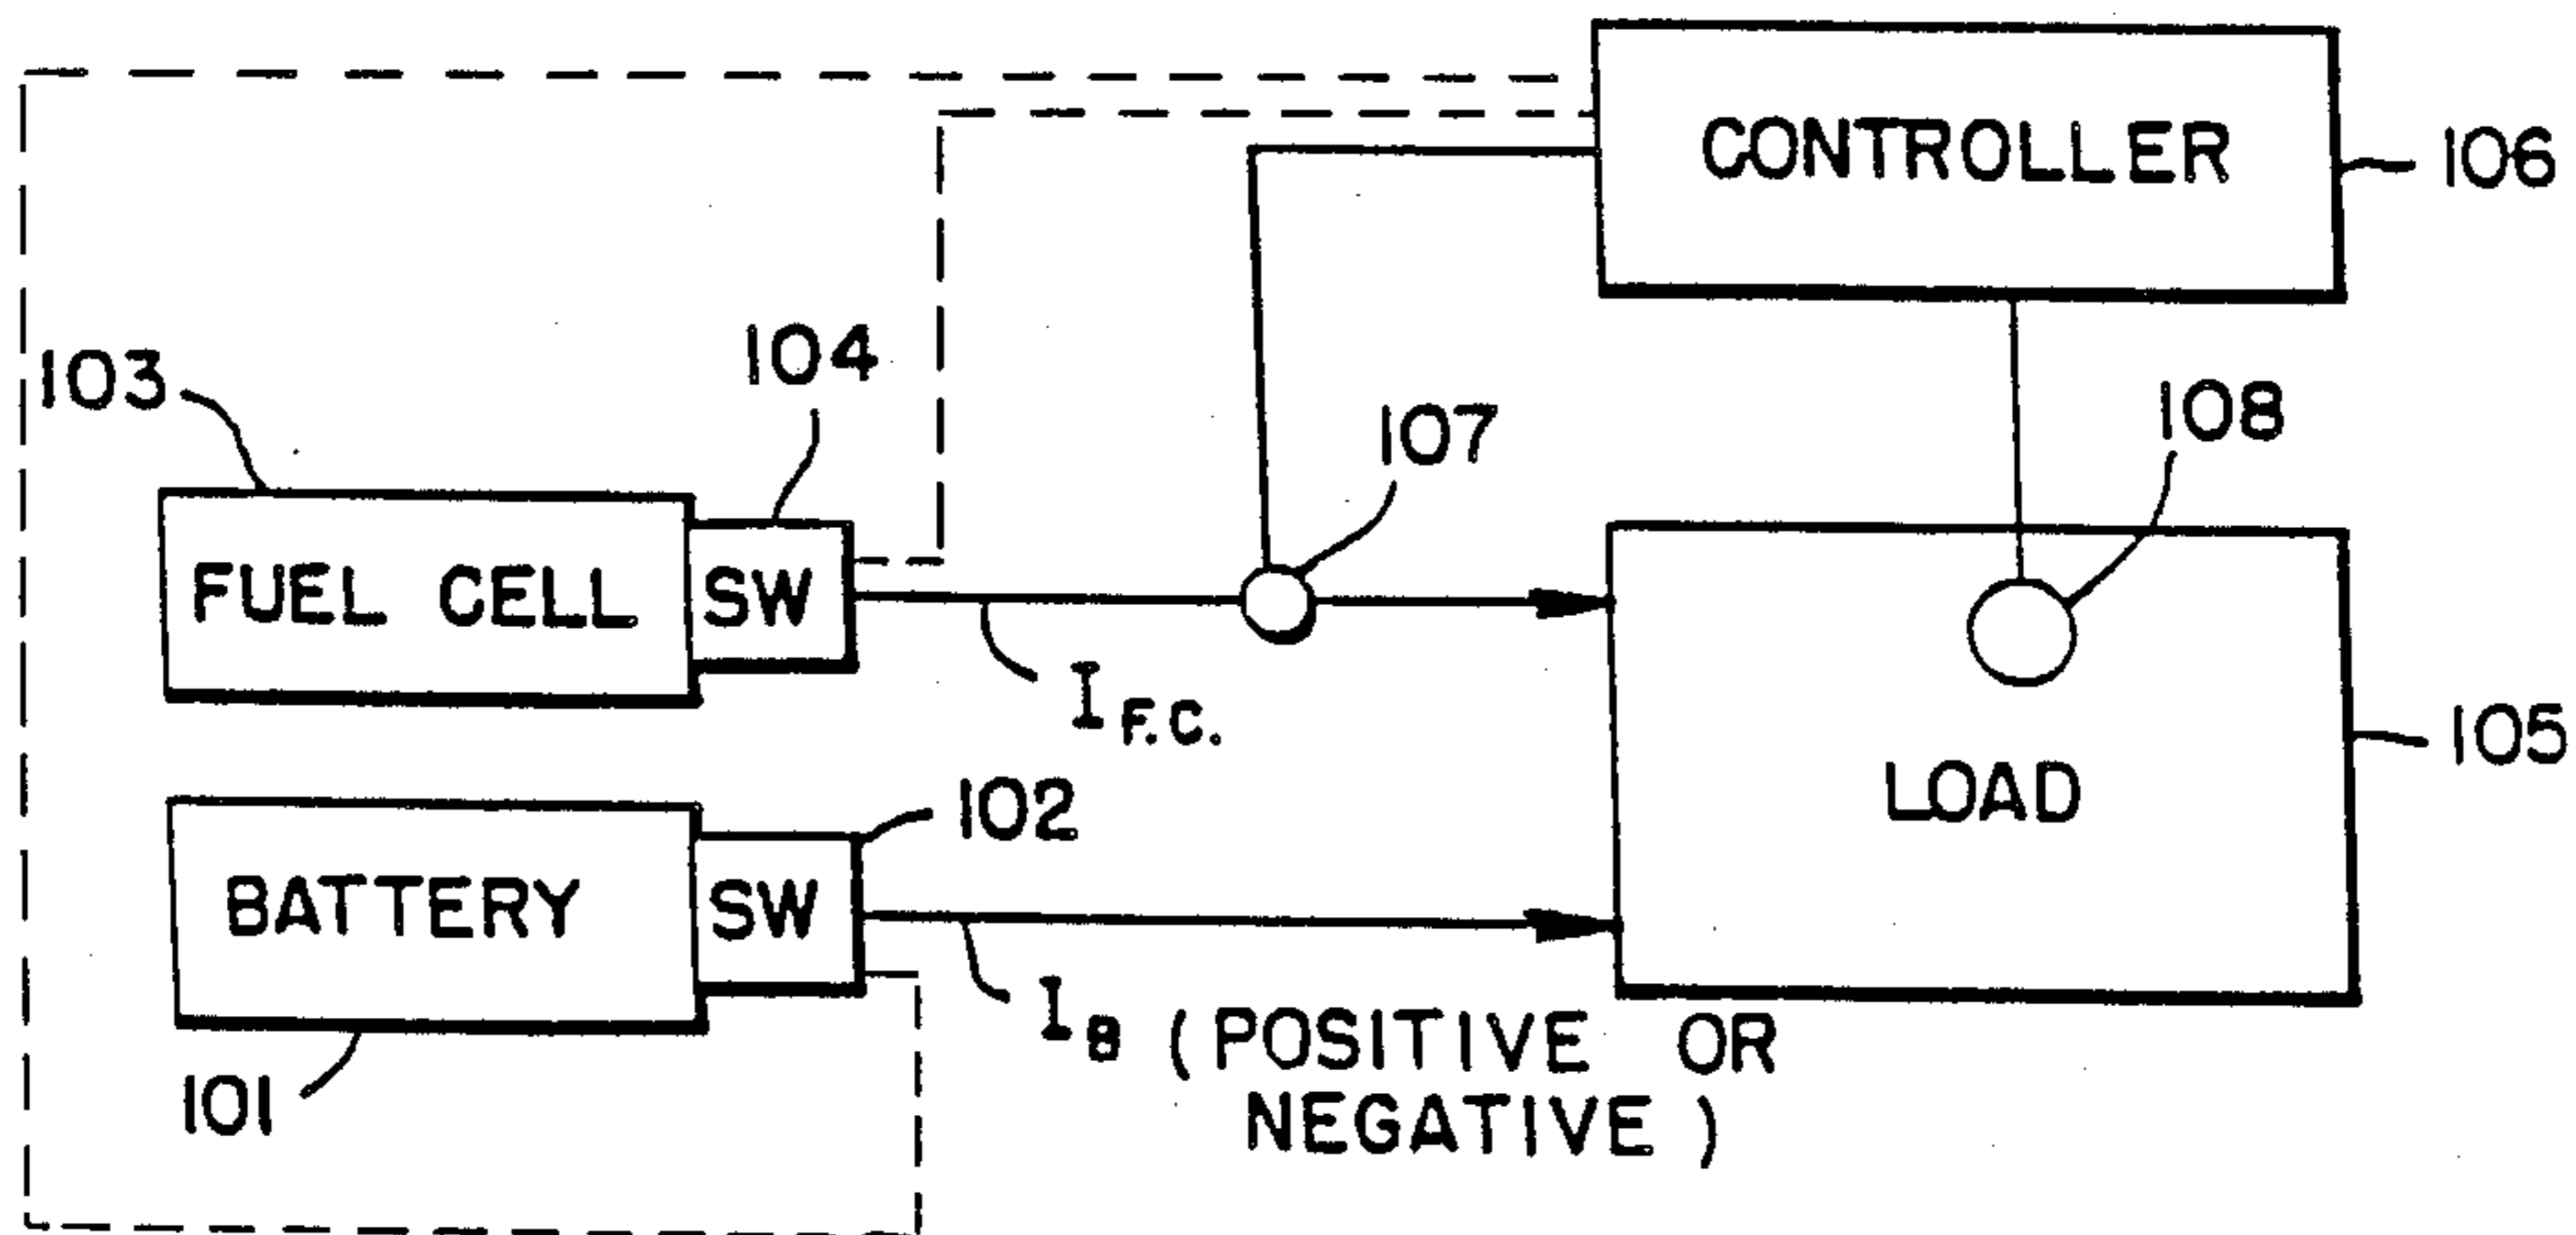 CONTROLLER
106
103
104
107
108
FUEL CELL
SW
I F.C.
LOAD
105
BATTERY
SW
102
101
I B (POSITIVE OR
NEGATIVE)